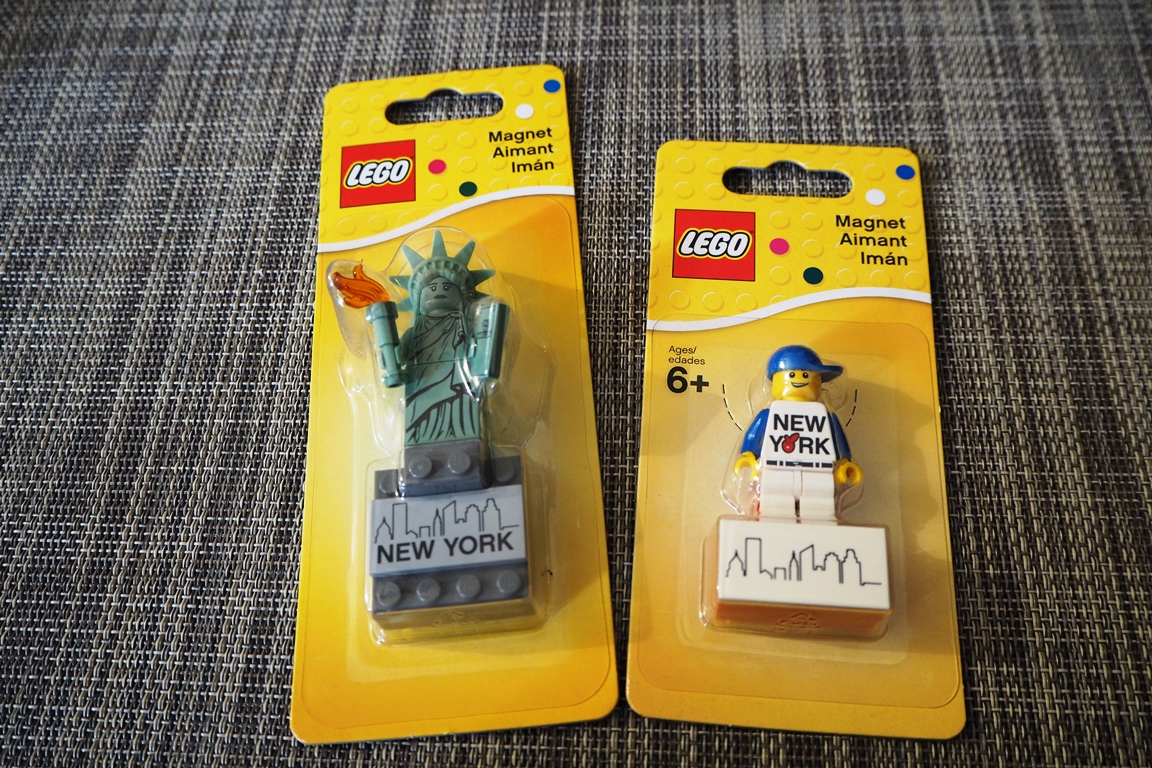 LEGO
Magnet
Aimant
Imán
NEW YORK
LEGO
Magnet
Aimant
Imán
Ages/
edades
6+
NEW
YORK